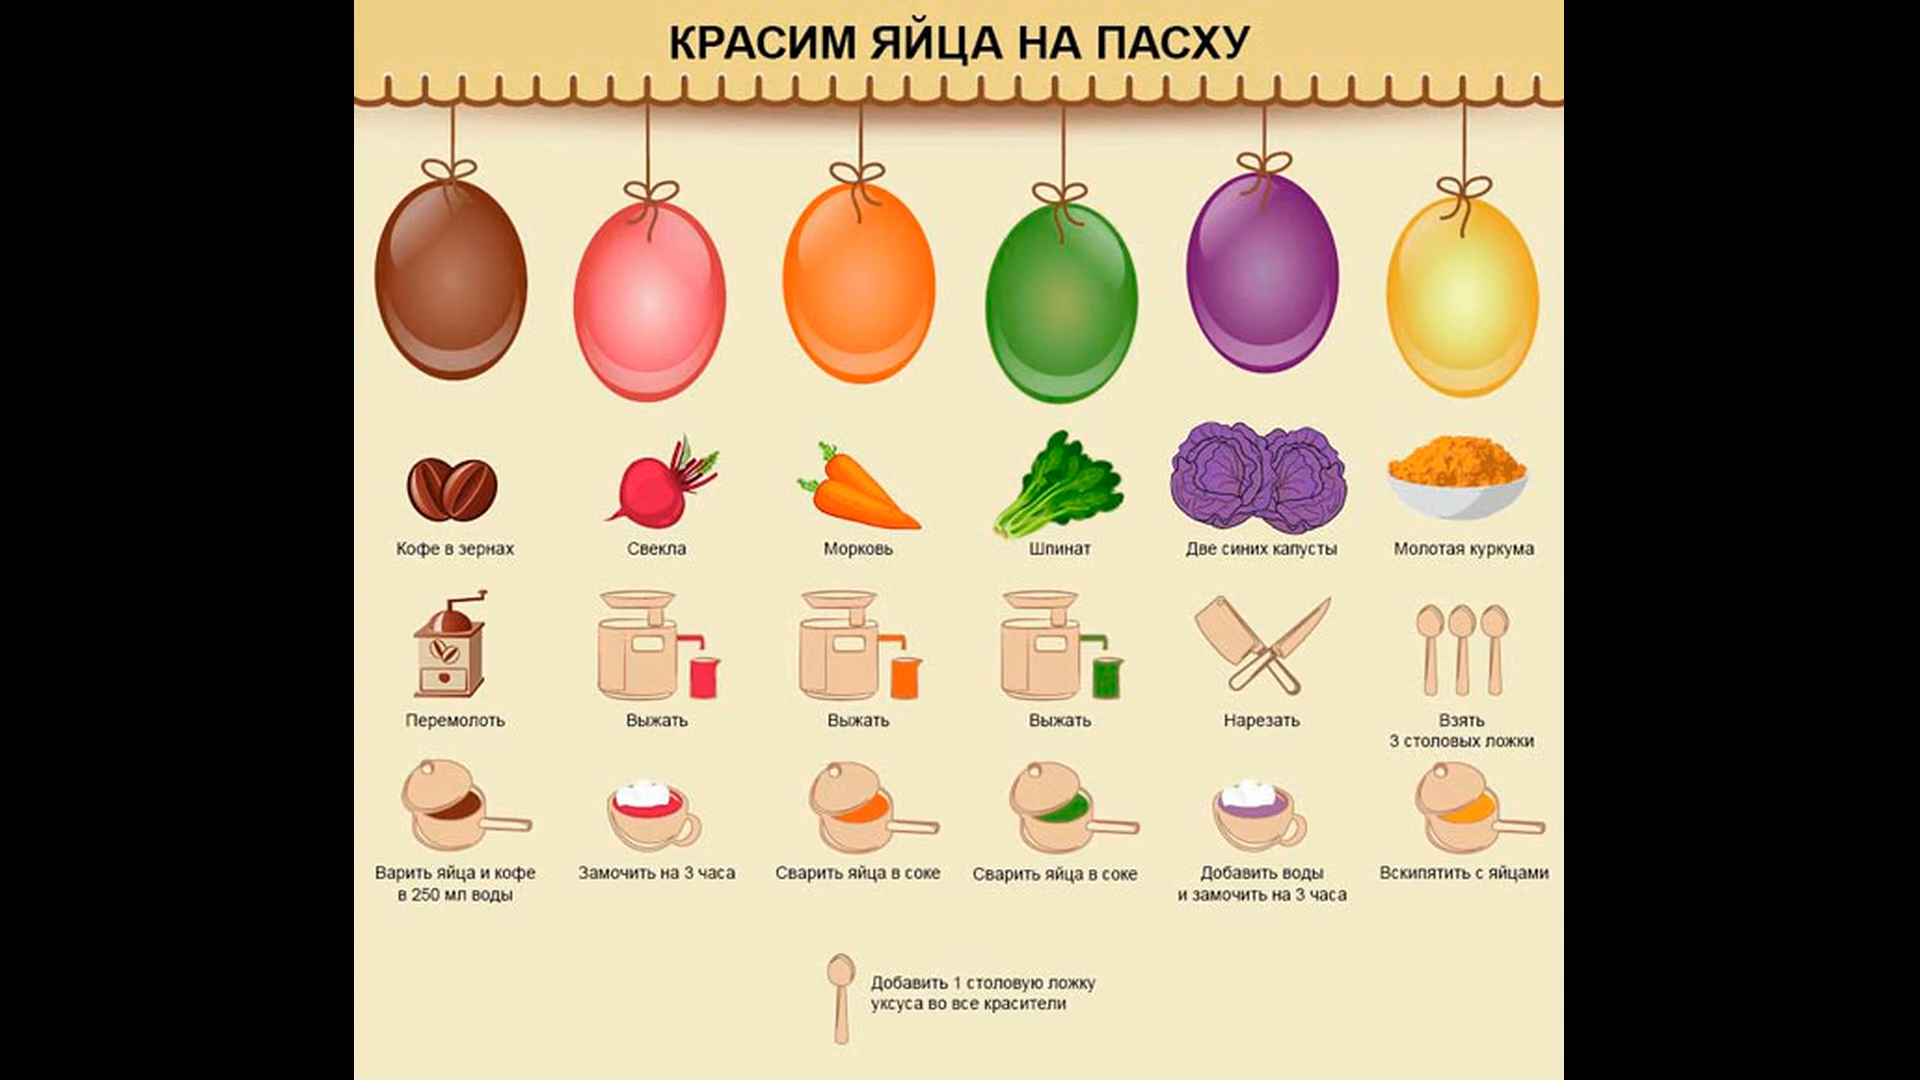 КРАСИМ ЯЙЦА НА ПАСХУ
Кофе в зернах
Свекла
Морковь
Шпинат
Две синих капусты
Молотая куркума
Перемолоть
Выжать
Выжать
Выжать
Нарезать
Взять
3 столовых ложки
Варить яйца и кофе
в 250 мл воды
Замочить на 3 часа
Сварить яйца в соке
Сварить яйца в соке
Добавить воды
и замочить на 3 часа
Вскипятить с яйцами
Добавить 1 столовую ложку
уксуса во все красители